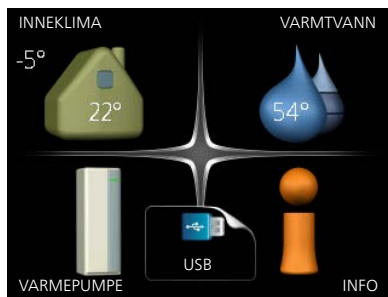 INNEKLIMA
VARMTVANN
-5°
22°
54°
USB
VARMEPUMPE
INFO